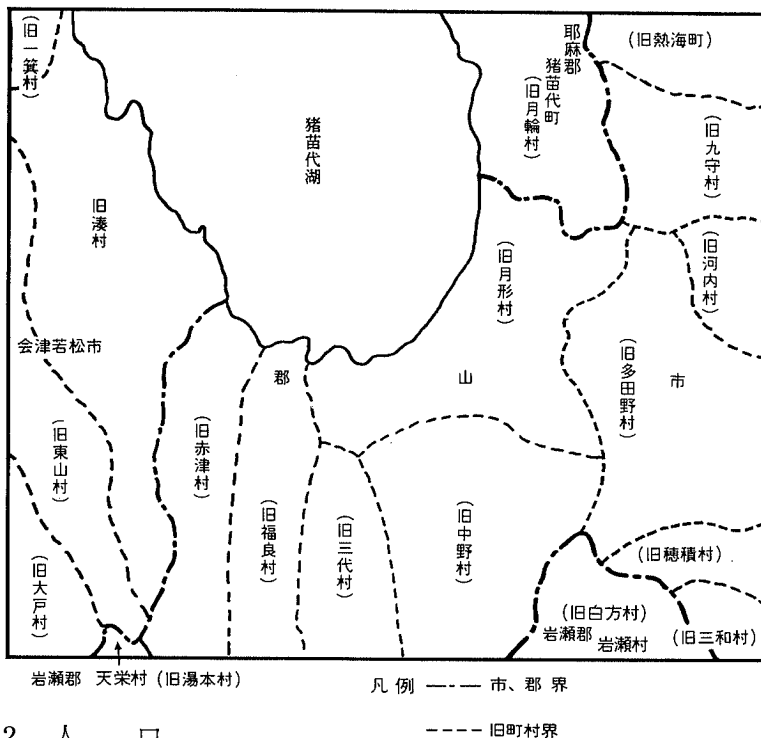 (旧一箕村)
旧湊村
会津若松市
(旧東山村)
(旧大戸村)
猪苗代湖
耶麻郡
猪苗代町
(旧月輪村)
(旧熱海町)
(旧丸守村)
(旧河内村)
(旧月形村)
(旧多田野村)
郡山市
(旧赤津村)
(旧福良村)
(旧三代村)
(旧中野村)
(旧穂積村)
(旧白方村)
岩瀬郡 岩瀬村
(旧三和村)
岩瀬郡 天栄村 (旧湯本村)
凡例 市、郡界
旧町村界
2 人口